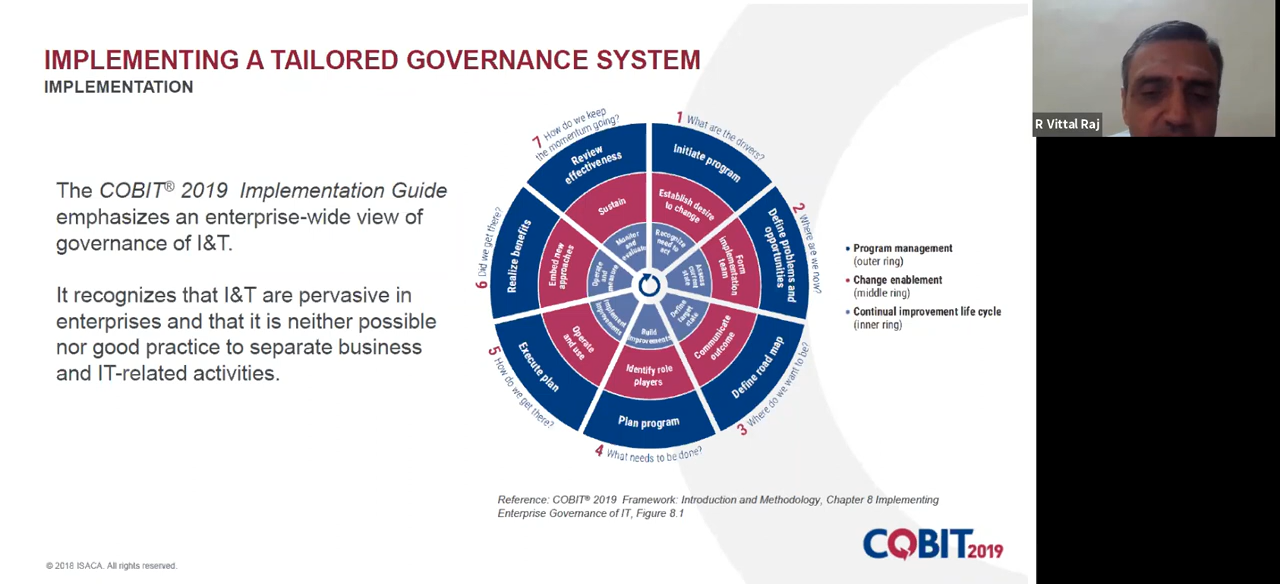 IMPLEMENTING A TAILORED GOVERNANCE SYSTEM
IMPLEMENTATION
The COBIT® 2019 Implementation Guide
emphasizes an enterprise-wide view of
governance of I&T.
It recognizes that I&T are pervasive in
enterprises and that it is neither possible
nor good practice to separate business
and IT-related activities.
1 What are the drivers?
2 Where are we now?
3 Where do we want to be?
4 What needs to be done?
5 How do we get there?
6 Did we get there?
7 How do we keep
the momentum going?
Initiate program
Define problems and
opportunities
Define road map
Plan program
Execute plan
Realize benefits
Review
effectiveness
Establish desire
to change
Form
implementation
team
Communicate
outcome
Identify role
players
Operate
and use
Embed new
approaches
Sustain
Recognize
need to
act
Assess
current
state
Define
target
state
Build
improvements
Implement
improvements
Operate
and
measure
Monitor
and
evaluate
Program management
(outer ring)
Change enablement
(middle ring)
Continual improvement life cycle
(inner ring)
Reference: COBIT® 2019 Framework: Introduction and Methodology, Chapter 8 Implementing
Enterprise Governance of IT, Figure 8.1
COBIT 2019
© 2018 ISACA. All rights reserved.
R Vittal Raj